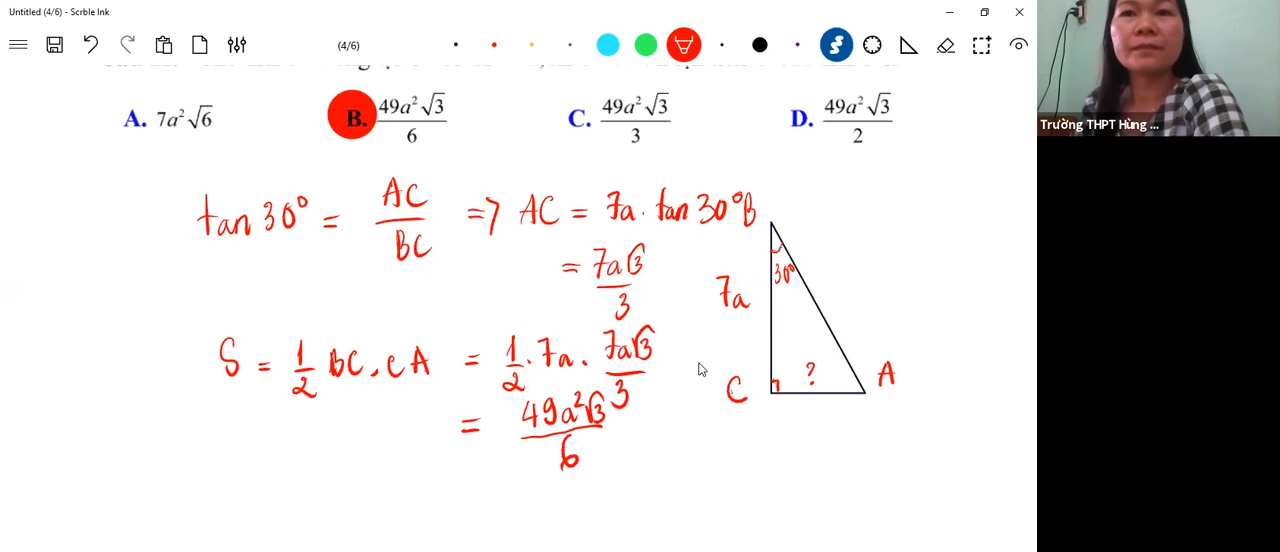 Untitled (4/6) - Scrble Ink
(4/6)
Trường THPT Hùng ...
A. 7a²√6
B. 49a²√3/6
C. 49a²√3/3
D. 49a²√3/2
tan 30° = AC/BC => AC = 7a . tan 30°
= 7a√3/3
S = 1/2 BC . CA = 1/2 . 7a . 7a√3/3
= 49a²√3/6
B
30°
7a
?
C
A